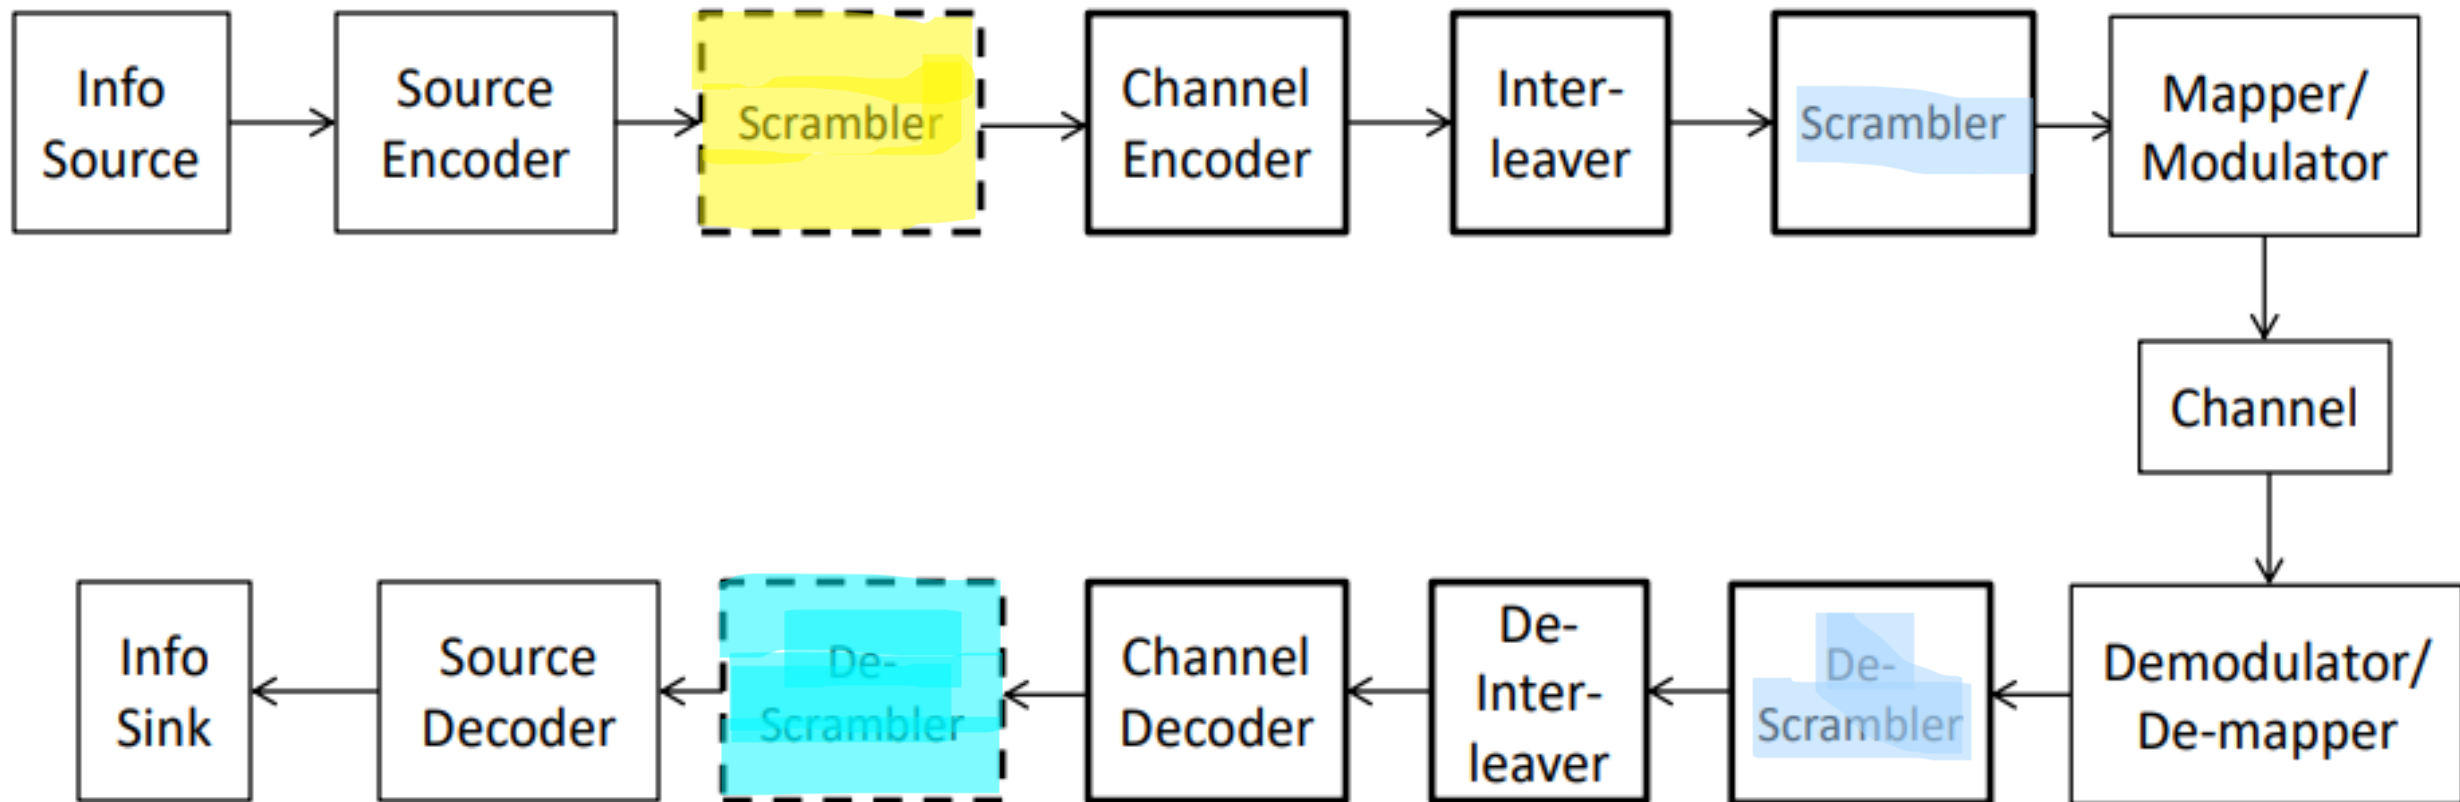 Info
Source
Source
Encoder
Scrambler
Channel
Encoder
Inter-
leaver
Scrambler
Mapper/
Modulator
Channel
Info
Sink
Source
Decoder
De-
Scrambler
Channel
Decoder
De-
Inter-
leaver
De-
Scrambler
Demodulator/
De-mapper